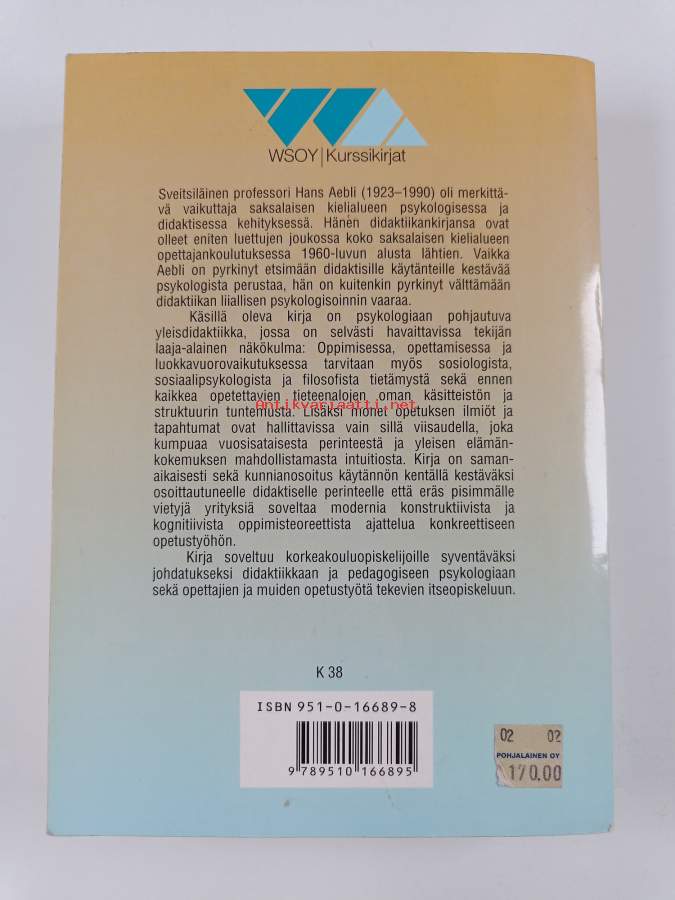 WSOY | Kurssikirjat
Sveitsiläinen professori Hans Aebli (1923–1990) oli merkittä-
vä vaikuttaja saksalaisen kielialueen psykologisessa ja
didaktisessa kehityksessä. Hänen didaktiikankirjansa ovat
olleet eniten luettujen joukossa koko saksalaisen kielialueen
opettajankoulutuksessa 1960-luvun alusta lähtien. Vaikka
Aebli on pyrkinyt etsimään didaktisille käytänteille kestävää
psykologista perustaa, hän on kuitenkin pyrkinyt välttämään
didaktiikan liiallisen psykologisoinnin vaaraa.
Käsillä oleva kirja on psykologiaan pohjautuva
yleisdidaktiikka, jossa on selvästi havaittavissa tekijän
laaja-alainen näkökulma: Oppimisessa, opettamisessa ja
luokkavuorovaikutuksessa tarvitaan myös sosiologista,
sosiaalipsykologista ja filosofista tietämystä sekä ennen
kaikkea opetettavien tieteenalojen oman käsitteistön ja
Antikvariaatti.net
struktuurin tuntemusta. Lisäksi monet opetuksen ilmiöt ja
tapahtumat ovat hallittavissa vain sillä viisaudella, joka
kumpuaa vuosisataisesta perinteestä ja yleisen elämän-
kokemuksen mahdollistamasta intuitiosta. Kirja on saman-
aikaisesti sekä kunnianosoitus käytännön kentällä kestäväksi
osoittautuneelle didaktiselle perinteelle että eräs pisimmälle
vietyjä yrityksiä soveltaa modernia konstruktiivista ja
kognitiivista oppimisteoreettista ajattelua konkreettiseen
opetustyöhön.
Kirja soveltuu korkeakouluopiskelijoille syventäväksi
johdatukseksi didaktiikkaan ja pedagogiseen psykologiaan
sekä opettajien ja muiden opetustyötä tekevien itseopiskeluun.
K 38
ISBN 951-0-16689-8
9 789510 166895
02 02
POHJALAINEN OY
170.00